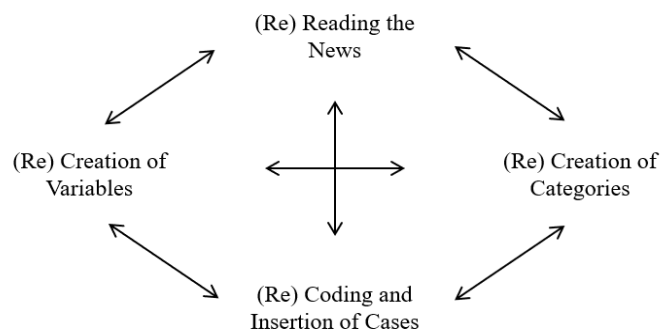 (Re) Reading the
News
(Re) Creation of
Variables
(Re) Creation of
Categories
(Re) Coding and
Insertion of Cases